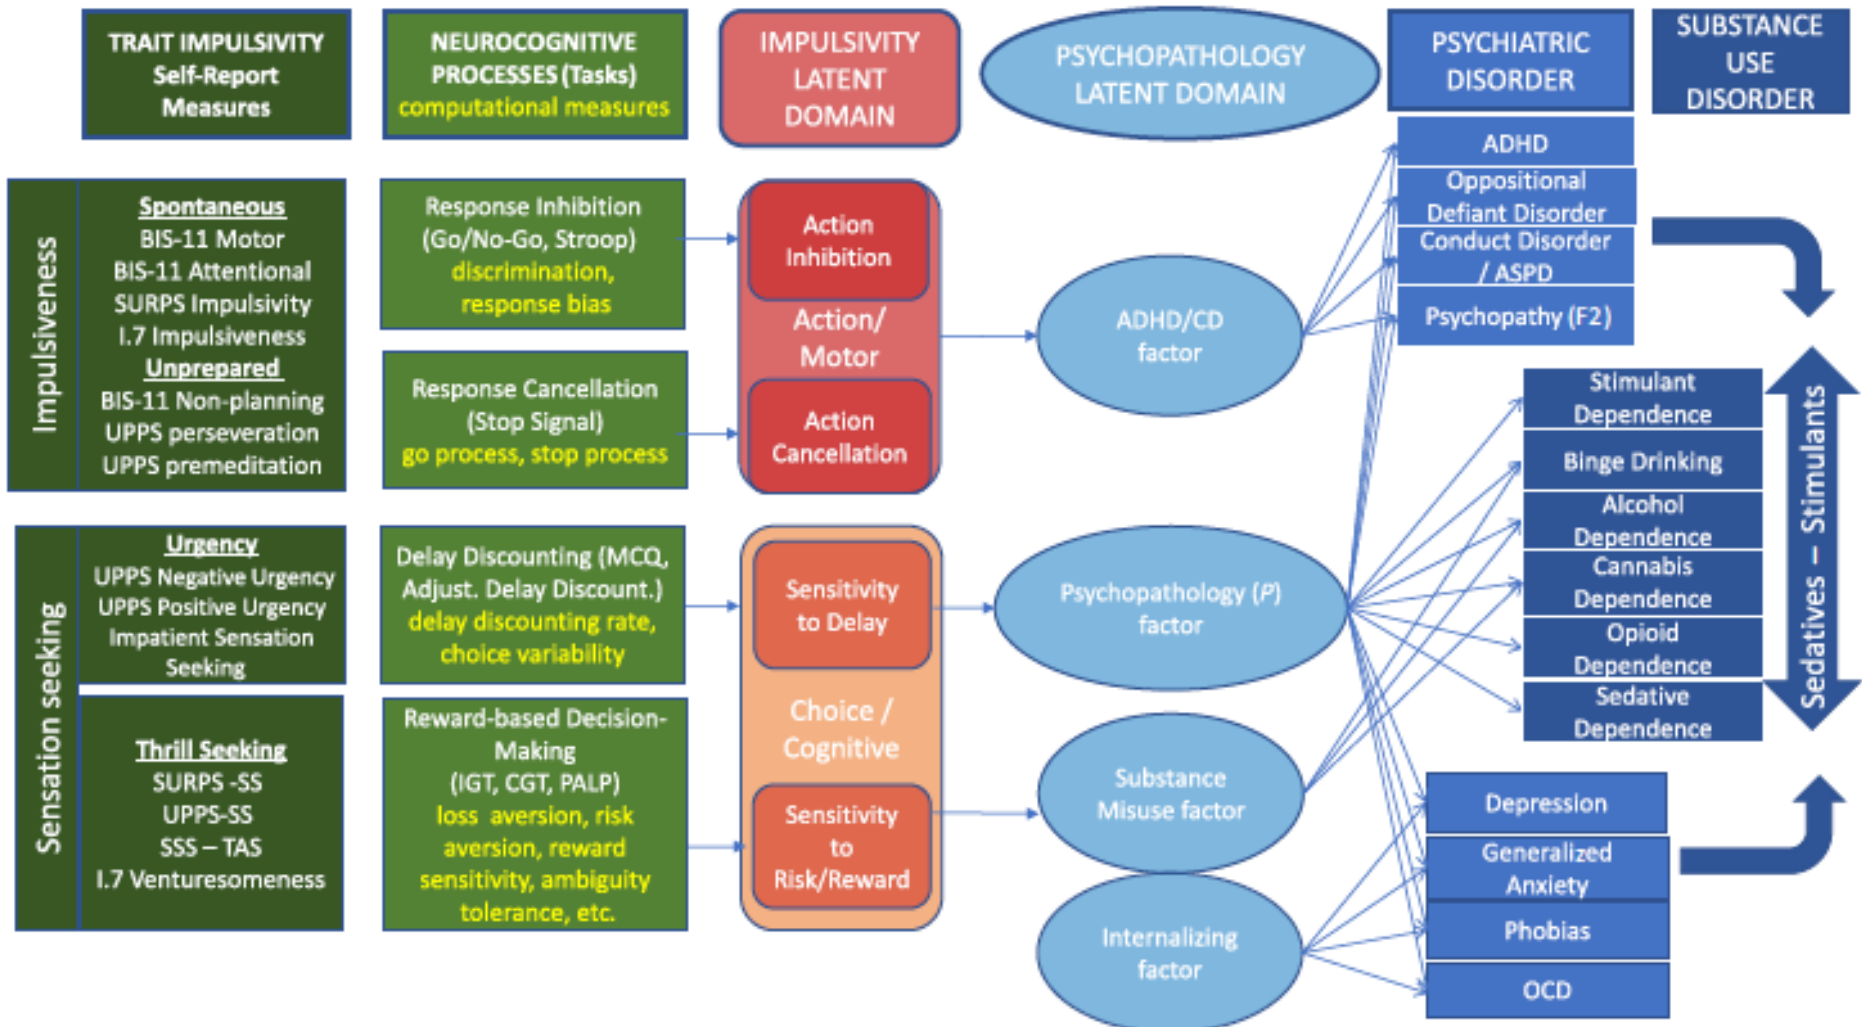 TRAIT IMPULSIVITY
Self-Report
Measures
NEUROCOGNITIVE
PROCESSES (Tasks)
computational measures
IMPULSIVITY
LATENT
DOMAIN
PSYCHOPATHOLOGY
LATENT DOMAIN
PSYCHIATRIC
DISORDER
SUBSTANCE
USE
DISORDER
Impulsiveness
Spontaneous
BIS-11 Motor
BIS-11 Attentional
SURPS Impulsivity
I.7 Impulsiveness
Unprepared
BIS-11 Non-planning
UPPS perseveration
UPPS premeditation
Response Inhibition
(Go/No-Go, Stroop)
discrimination,
response bias
Response Cancellation
(Stop Signal)
go process, stop process
Action
Inhibition
Action/
Motor
Action
Cancellation
ADHD/CD
factor
ADHD
Oppositional
Defiant Disorder
Conduct Disorder
/ ASPD
Psychopathy (F2)
Sensation seeking
Urgency
UPPS Negative Urgency
UPPS Positive Urgency
Impatient Sensation
Seeking
Thrill Seeking
SURPS -SS
UPPS-SS
SSS – TAS
I.7 Venturesomeness
Delay Discounting (MCQ,
Adjust. Delay Discount.)
delay discounting rate,
choice variability
Reward-based Decision-
Making
(IGT, CGT, PALP)
loss aversion, risk
aversion, reward
sensitivity, ambiguity
tolerance, etc.
Sensitivity
to Delay
Choice /
Cognitive
Sensitivity
to
Risk/Reward
Psychopathology (P)
factor
Substance
Misuse factor
Internalizing
factor
Stimulant
Dependence
Binge Drinking
Alcohol
Dependence
Cannabis
Dependence
Opioid
Dependence
Sedative
Dependence
Sedatives – Stimulants
Depression
Generalized
Anxiety
Phobias
OCD